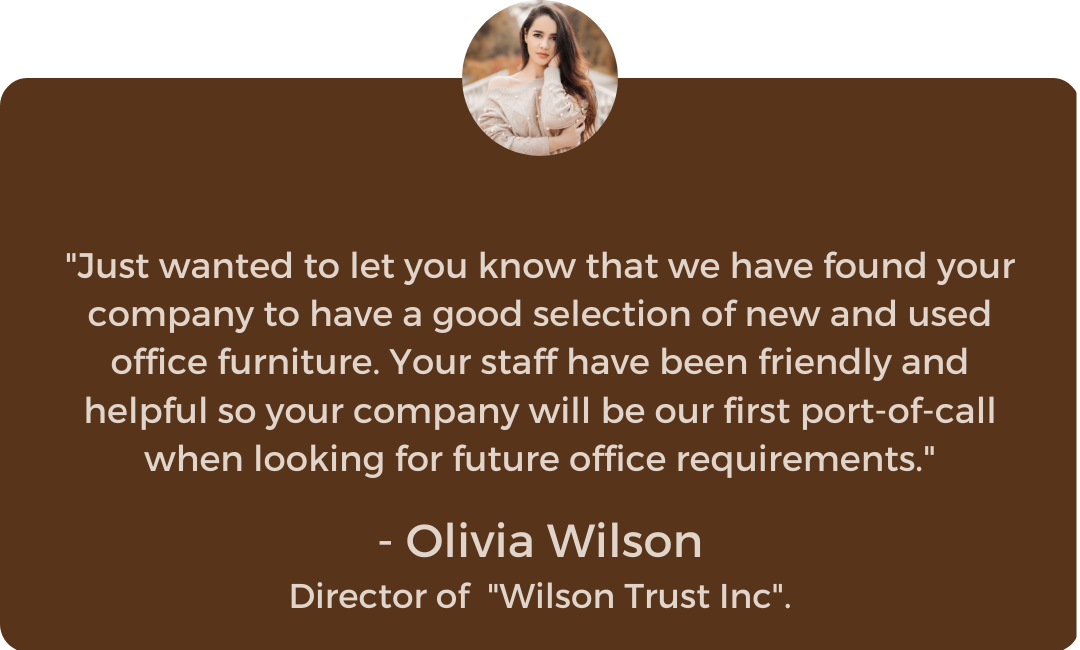 "Just wanted to let you know that we have found your
company to have a good selection of new and used
office furniture. Your staff have been friendly and
helpful so your company will be our first port-of-call
when looking for future office requirements."
- Olivia Wilson
Director of  "Wilson Trust Inc".